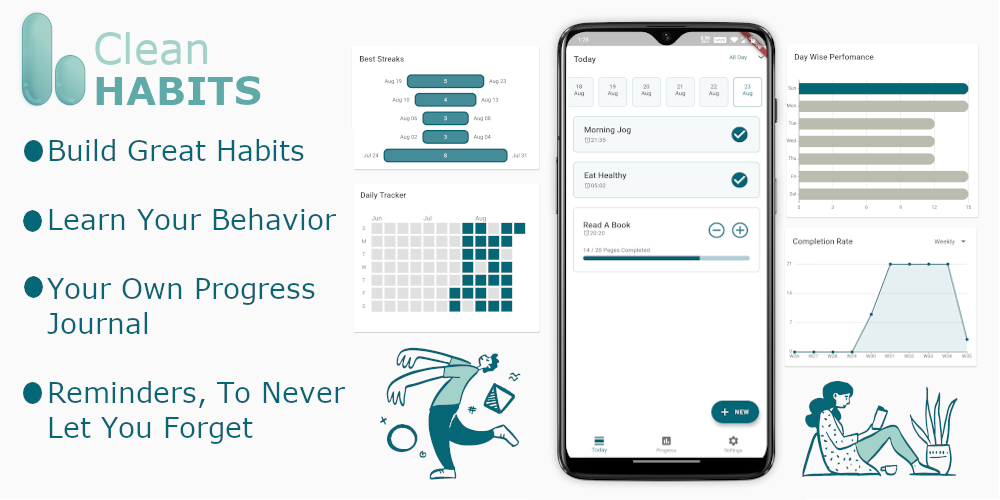 Clean
HABITS
Build Great Habits
Learn Your Behavior
Your Own Progress
Journal
Reminders, To Never
Let You Forget
Best Streaks
Aug 19 5 Aug 23
Aug 10 4 Aug 13
Aug 06 3 Aug 08
Aug 02 3 Aug 04
Jul 24 8 Jul 31
Daily Tracker
Jun Jul Aug
S
M
T
W
T
F
S
1:28
Today
All Day
18 19 20 21 22 23
Aug Aug Aug Aug Aug Aug
Morning Jog
21:35
Eat Healthy
05:02
Read A Book
20:20
14 / 20 Pages Completed
+ NEW
Today Progress Settings
Day Wise Perfomance
Sun
Mon
Tue
Wed
Thu
Fri
Sat
0 3 6 9 12 15
Completion Rate
Weekly
21
14
7
0
W26 W27 W28 W29 W30 W31 W32 W33 W34 W35